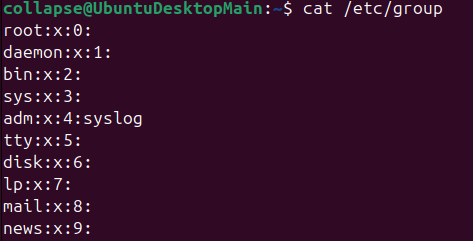 collapse@UbuntuDesktopMain:~$ cat /etc/group
root:x:0:
daemon:x:1:
bin:x:2:
sys:x:3:
adm:x:4:syslog
tty:x:5:
disk:x:6:
lp:x:7:
mail:x:8:
news:x:9: